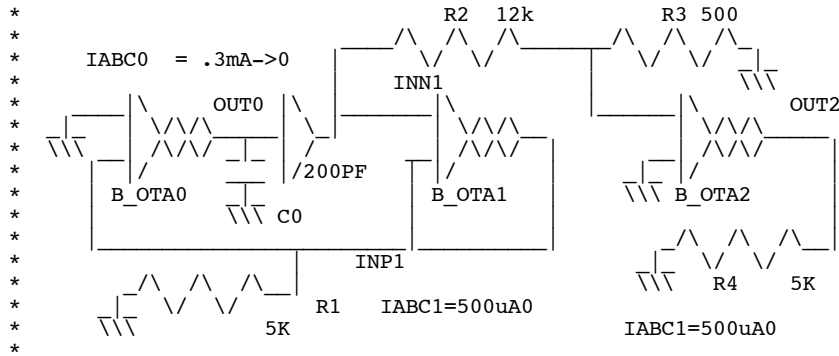 R2 12k R3 500
IABC0 = .3mA->0
INN1
OUT0 OUT2
200PF
B_OTA0 B_OTA1 B_OTA2
C0
INP1
R4 5K
R1 IABC1=500uA0
5K IABC1=500uA0